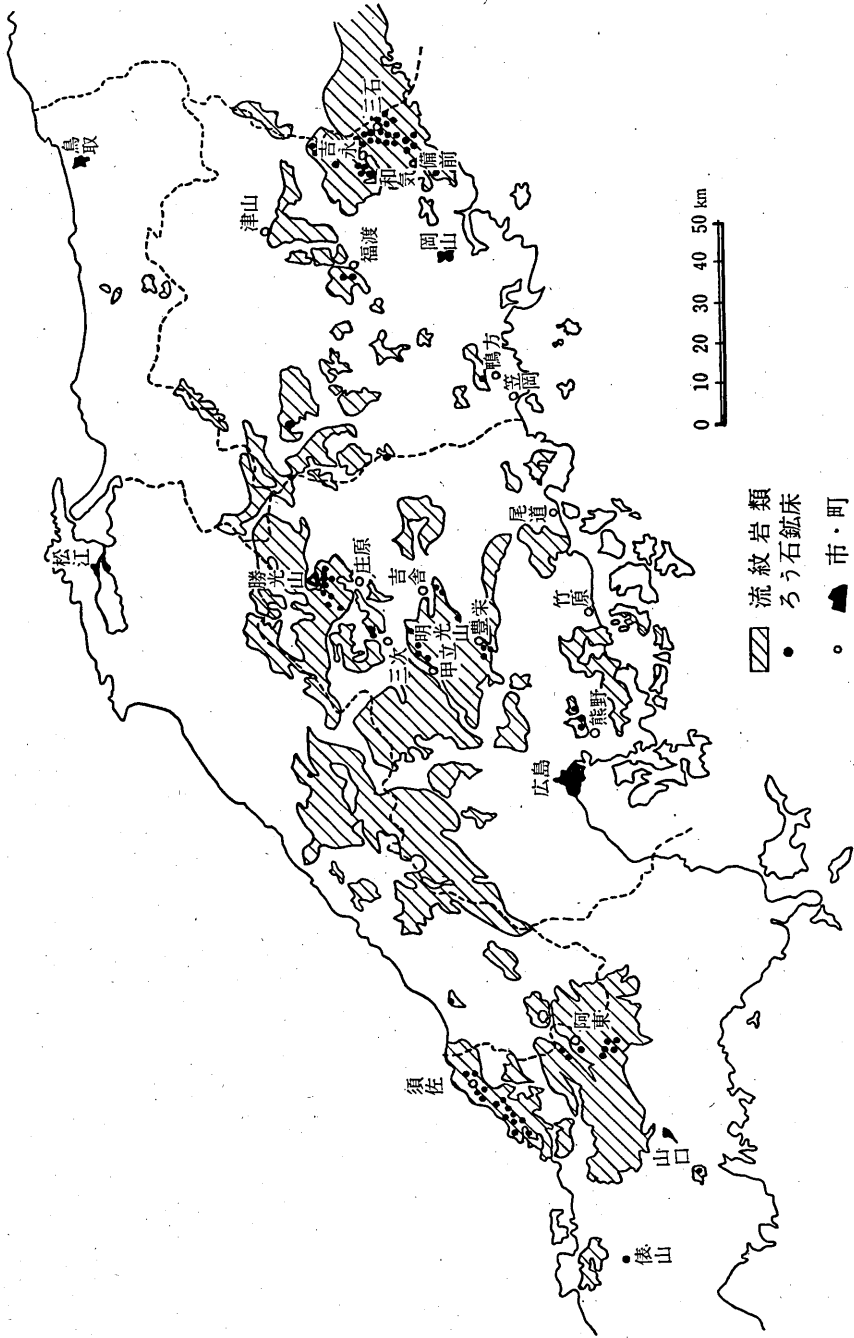 鳥取
松江
津山
吉永
三石
和気
備前
福渡
岡山
鴨方
笠岡
勝光山
庄原
吉舎
尾道
三次
明光山
甲立
豊栄
竹原
熊野
広島
須佐
阿東
山口
俵山
0 10 20 30 40 50 km
流紋岩類
ろう石鉱床
市・町